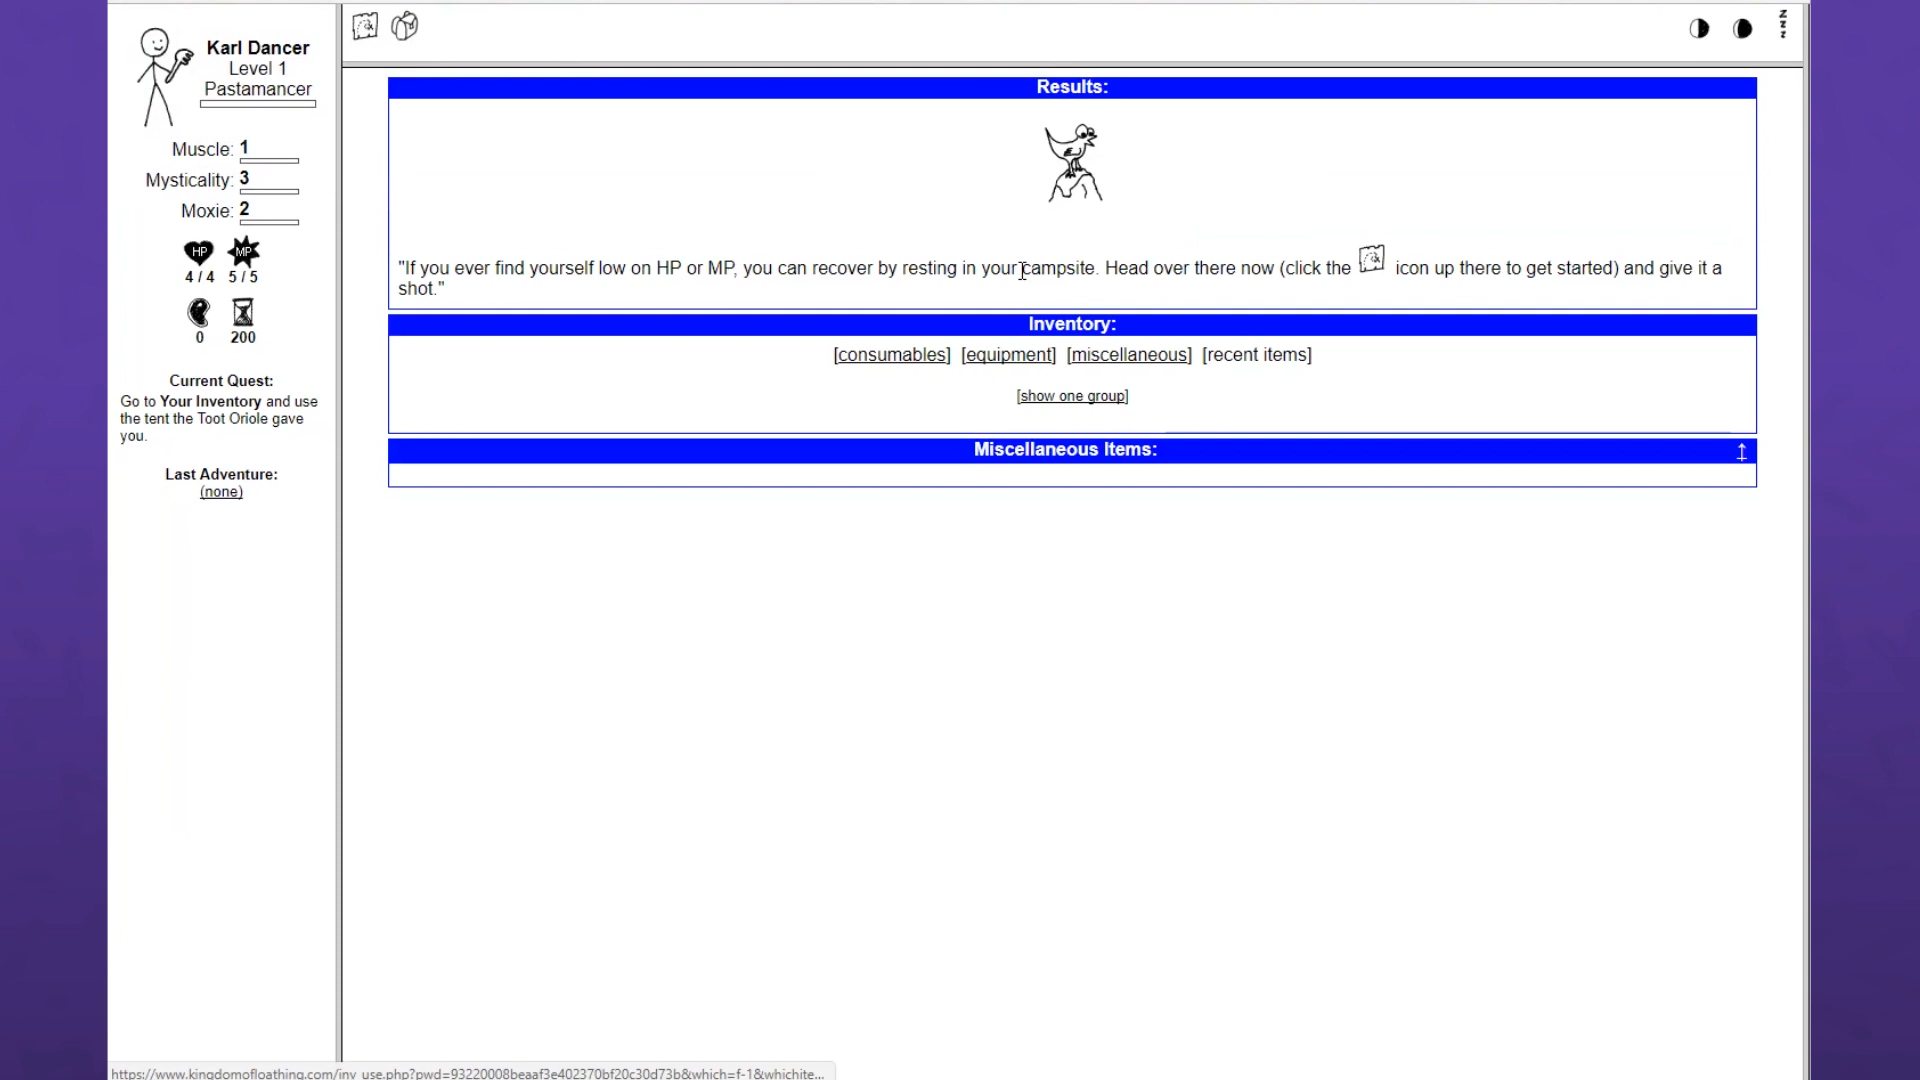 Karl Dancer
Level 1
Pastamancer
Muscle: 1
Mysticality: 3
Moxie: 2
HP MP
4 / 4 5 / 5
0 200
Current Quest:
Go to Your Inventory and use
the tent the Toot Oriole gave
you.
Last Adventure:
(none)
z
z
z
Results:
"If you ever find yourself low on HP or MP, you can recover by resting in your campsite. Head over there now (click the icon up there to get started) and give it a
shot."
Inventory:
[consumables] [equipment] [miscellaneous] [recent items]
[show one group]
Miscellaneous Items:
https://www.kingdomofloathing.com/inv_use.php?pwd=93220008beaaf3e402370bf20c30d73b&which=f-1&whichite...